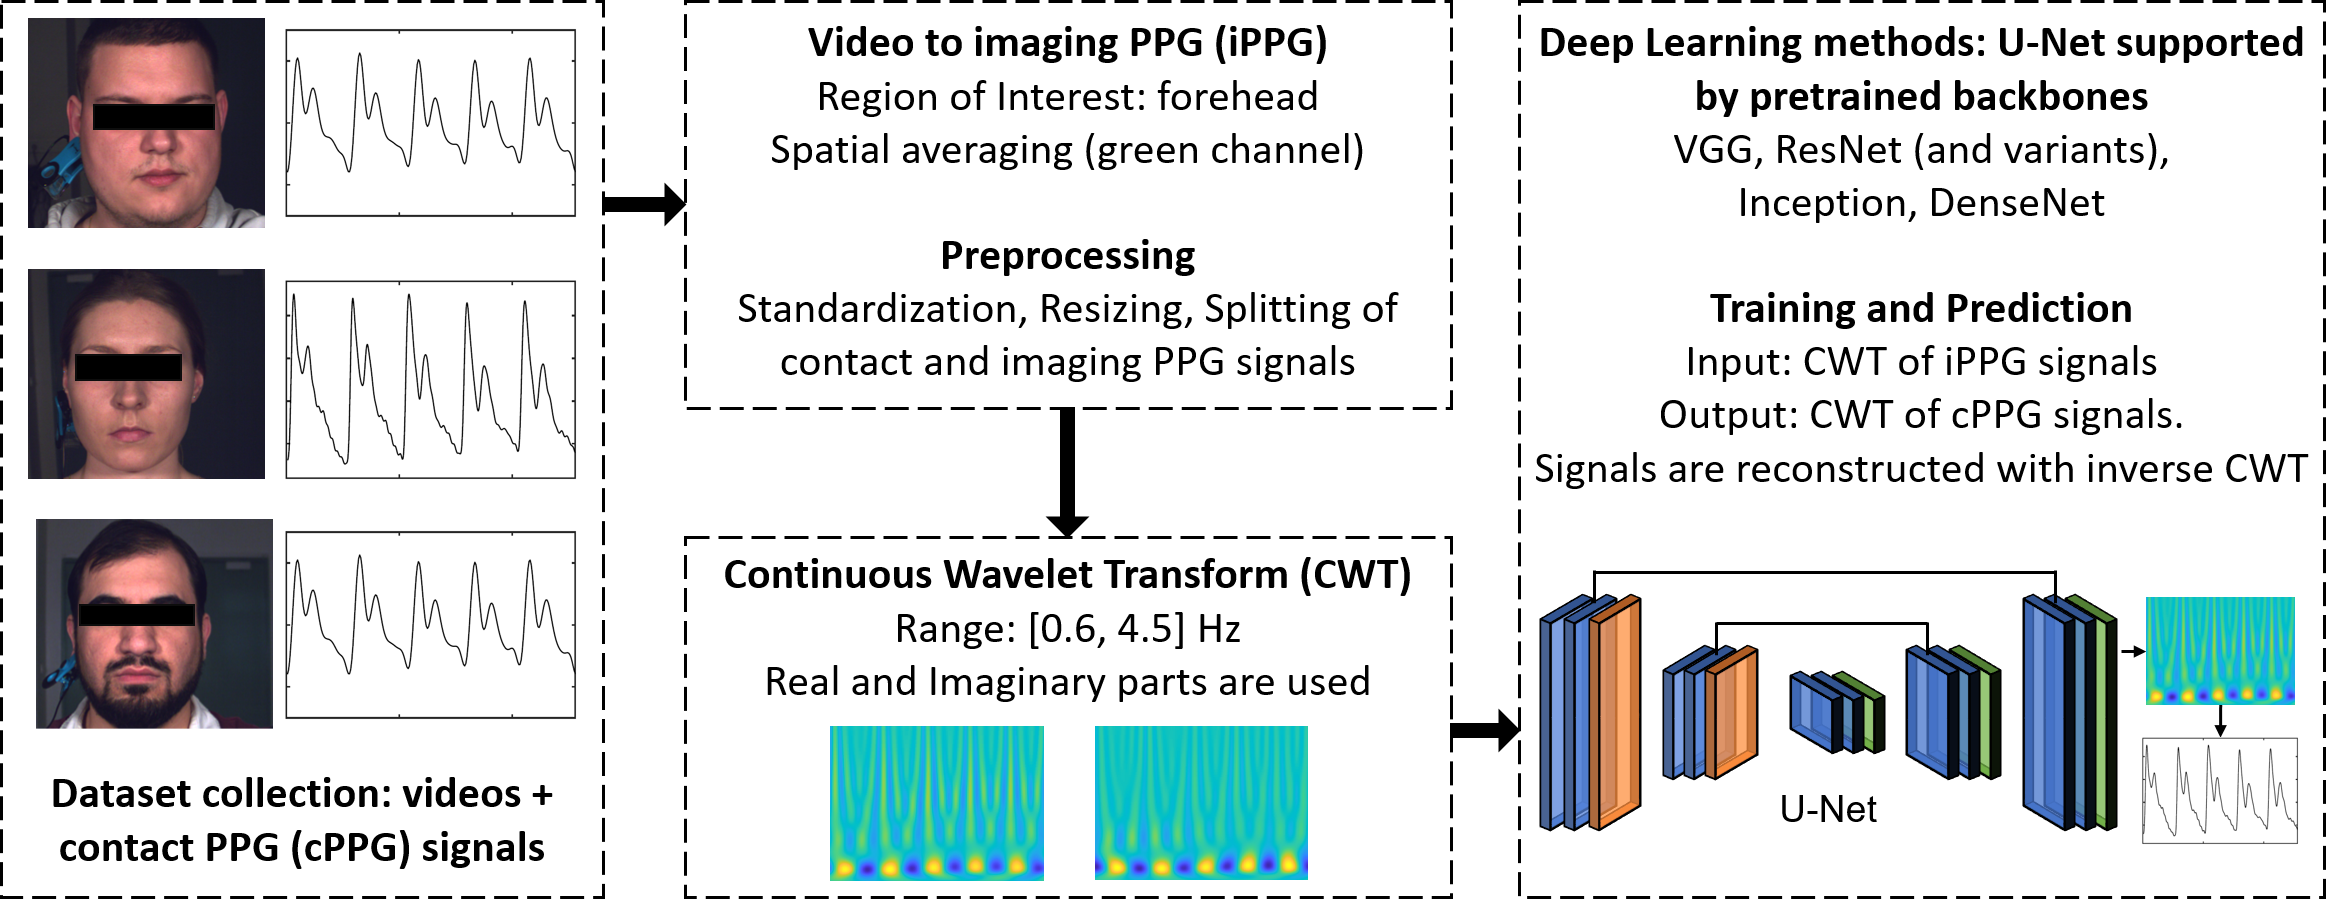 Dataset collection: videos +
contact PPG (cPPG) signals
Video to imaging PPG (iPPG)
Region of Interest: forehead
Spatial averaging (green channel)
Preprocessing
Standardization, Resizing, Splitting of
contact and imaging PPG signals
Continuous Wavelet Transform (CWT)
Range: [0.6, 4.5] Hz
Real and Imaginary parts are used
Deep Learning methods: U-Net supported
by pretrained backbones
VGG, ResNet (and variants),
Inception, DenseNet
Training and Prediction
Input: CWT of iPPG signals
Output: CWT of cPPG signals.
Signals are reconstructed with inverse CWT
U-Net